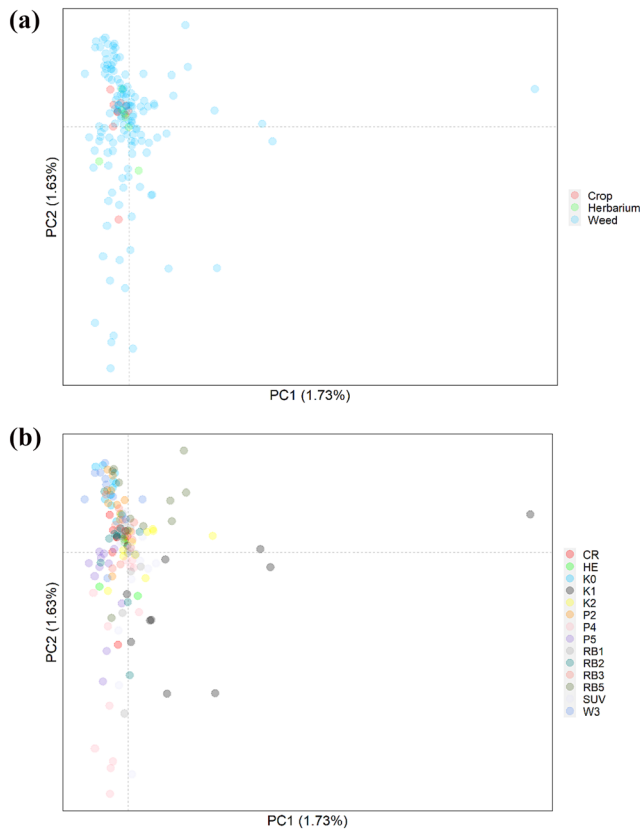 (a)
PC2 (1.63%)
Crop
Herbarium
Weed
PC1 (1.73%)
(b)
PC2 (1.63%)
CR
HE
K0
K1
K2
P2
P4
P5
RB1
RB2
RB3
RB5
SUV
W3
PC1 (1.73%)